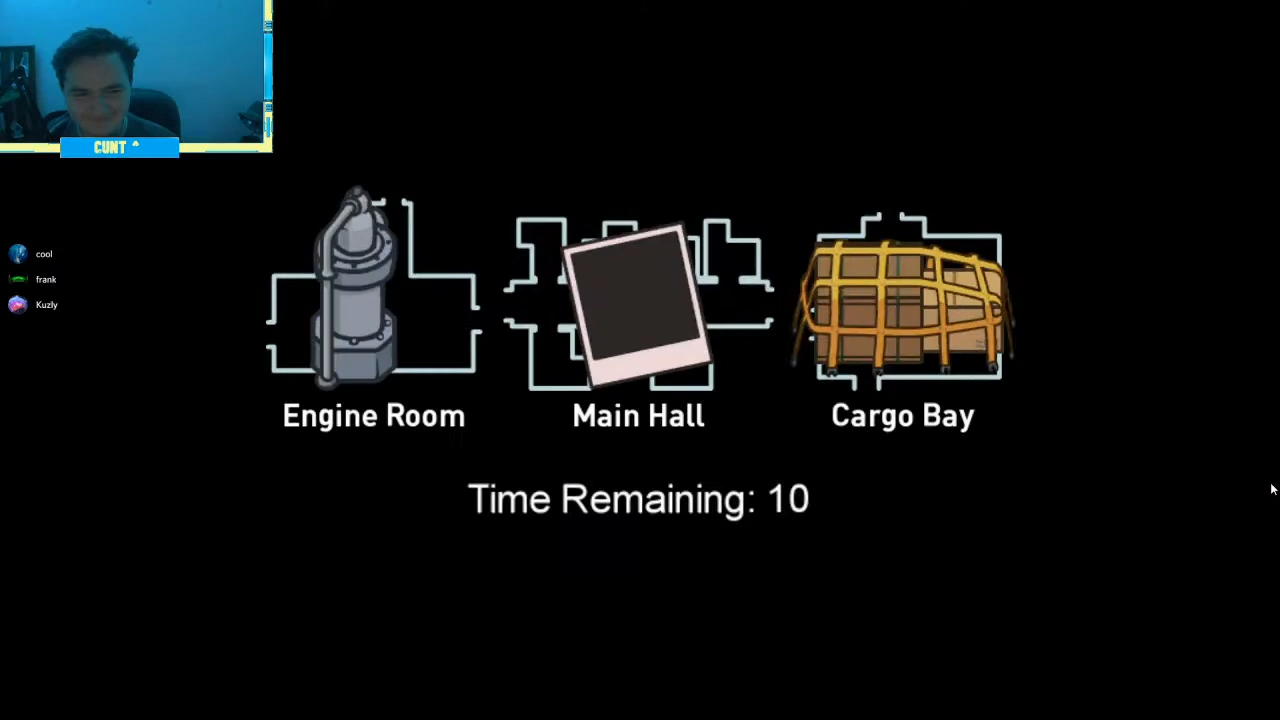 CUNT ^
cool
frank
Kuzly
Engine Room
Main Hall
Cargo Bay
Time Remaining: 10